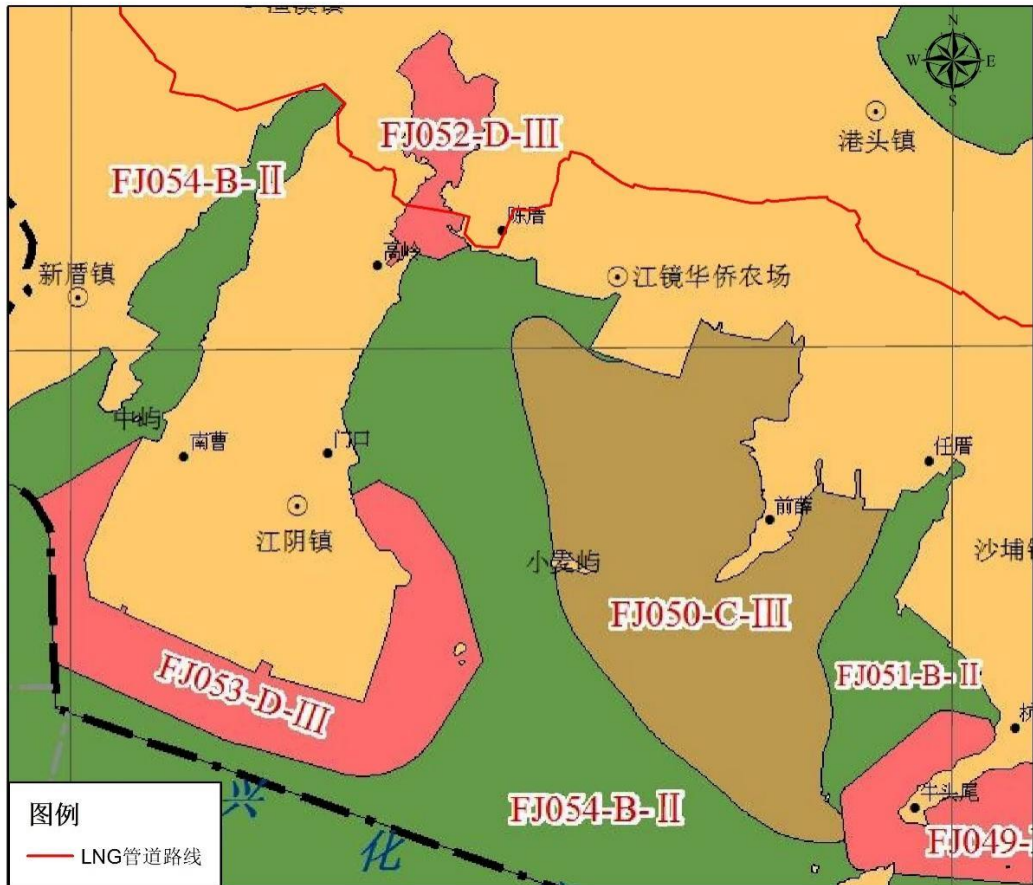 N
W
E
S
港头镇
FJ052-D-Ⅲ
FJ054-B-Ⅱ
陈厝
高岭
新厝镇
江镜华侨农场
中屿
南曹
门口
任厝
江阴镇
前薛
小麦屿
沙埔
FJ050-C-Ⅲ
FJ051-B-Ⅱ
FJ053-D-Ⅲ
牛头尾
FJ054-B-Ⅱ
FJ049-
兴
化
图例
LNG管道路线